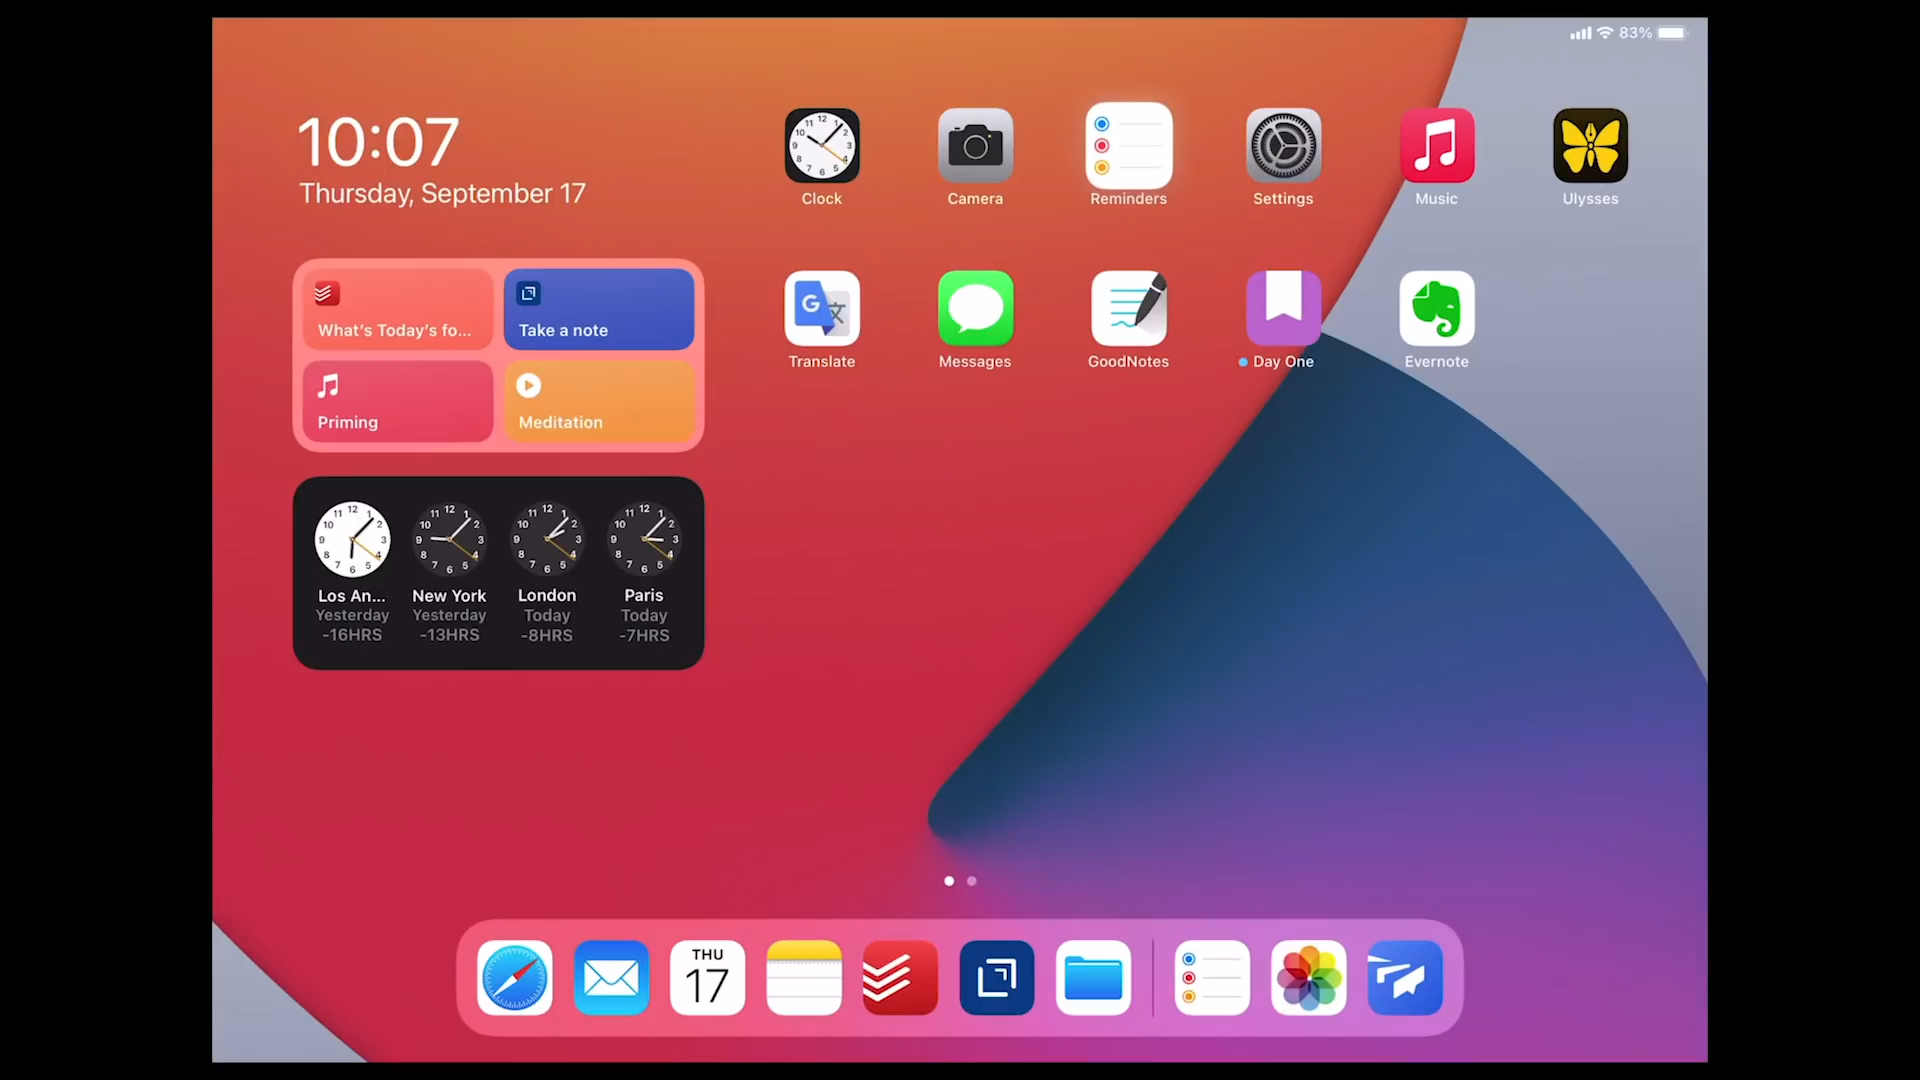 83%
10:07
Thursday, September 17
Clock
Camera
Reminders
Settings
Music
Ulysses
What's Today's fo...
Take a note
Priming
Meditation
Translate
Messages
GoodNotes
Day One
Evernote
Los An...
New York
London
Paris
Yesterday
Yesterday
Today
Today
-16HRS
-13HRS
-8HRS
-7HRS
THU
17